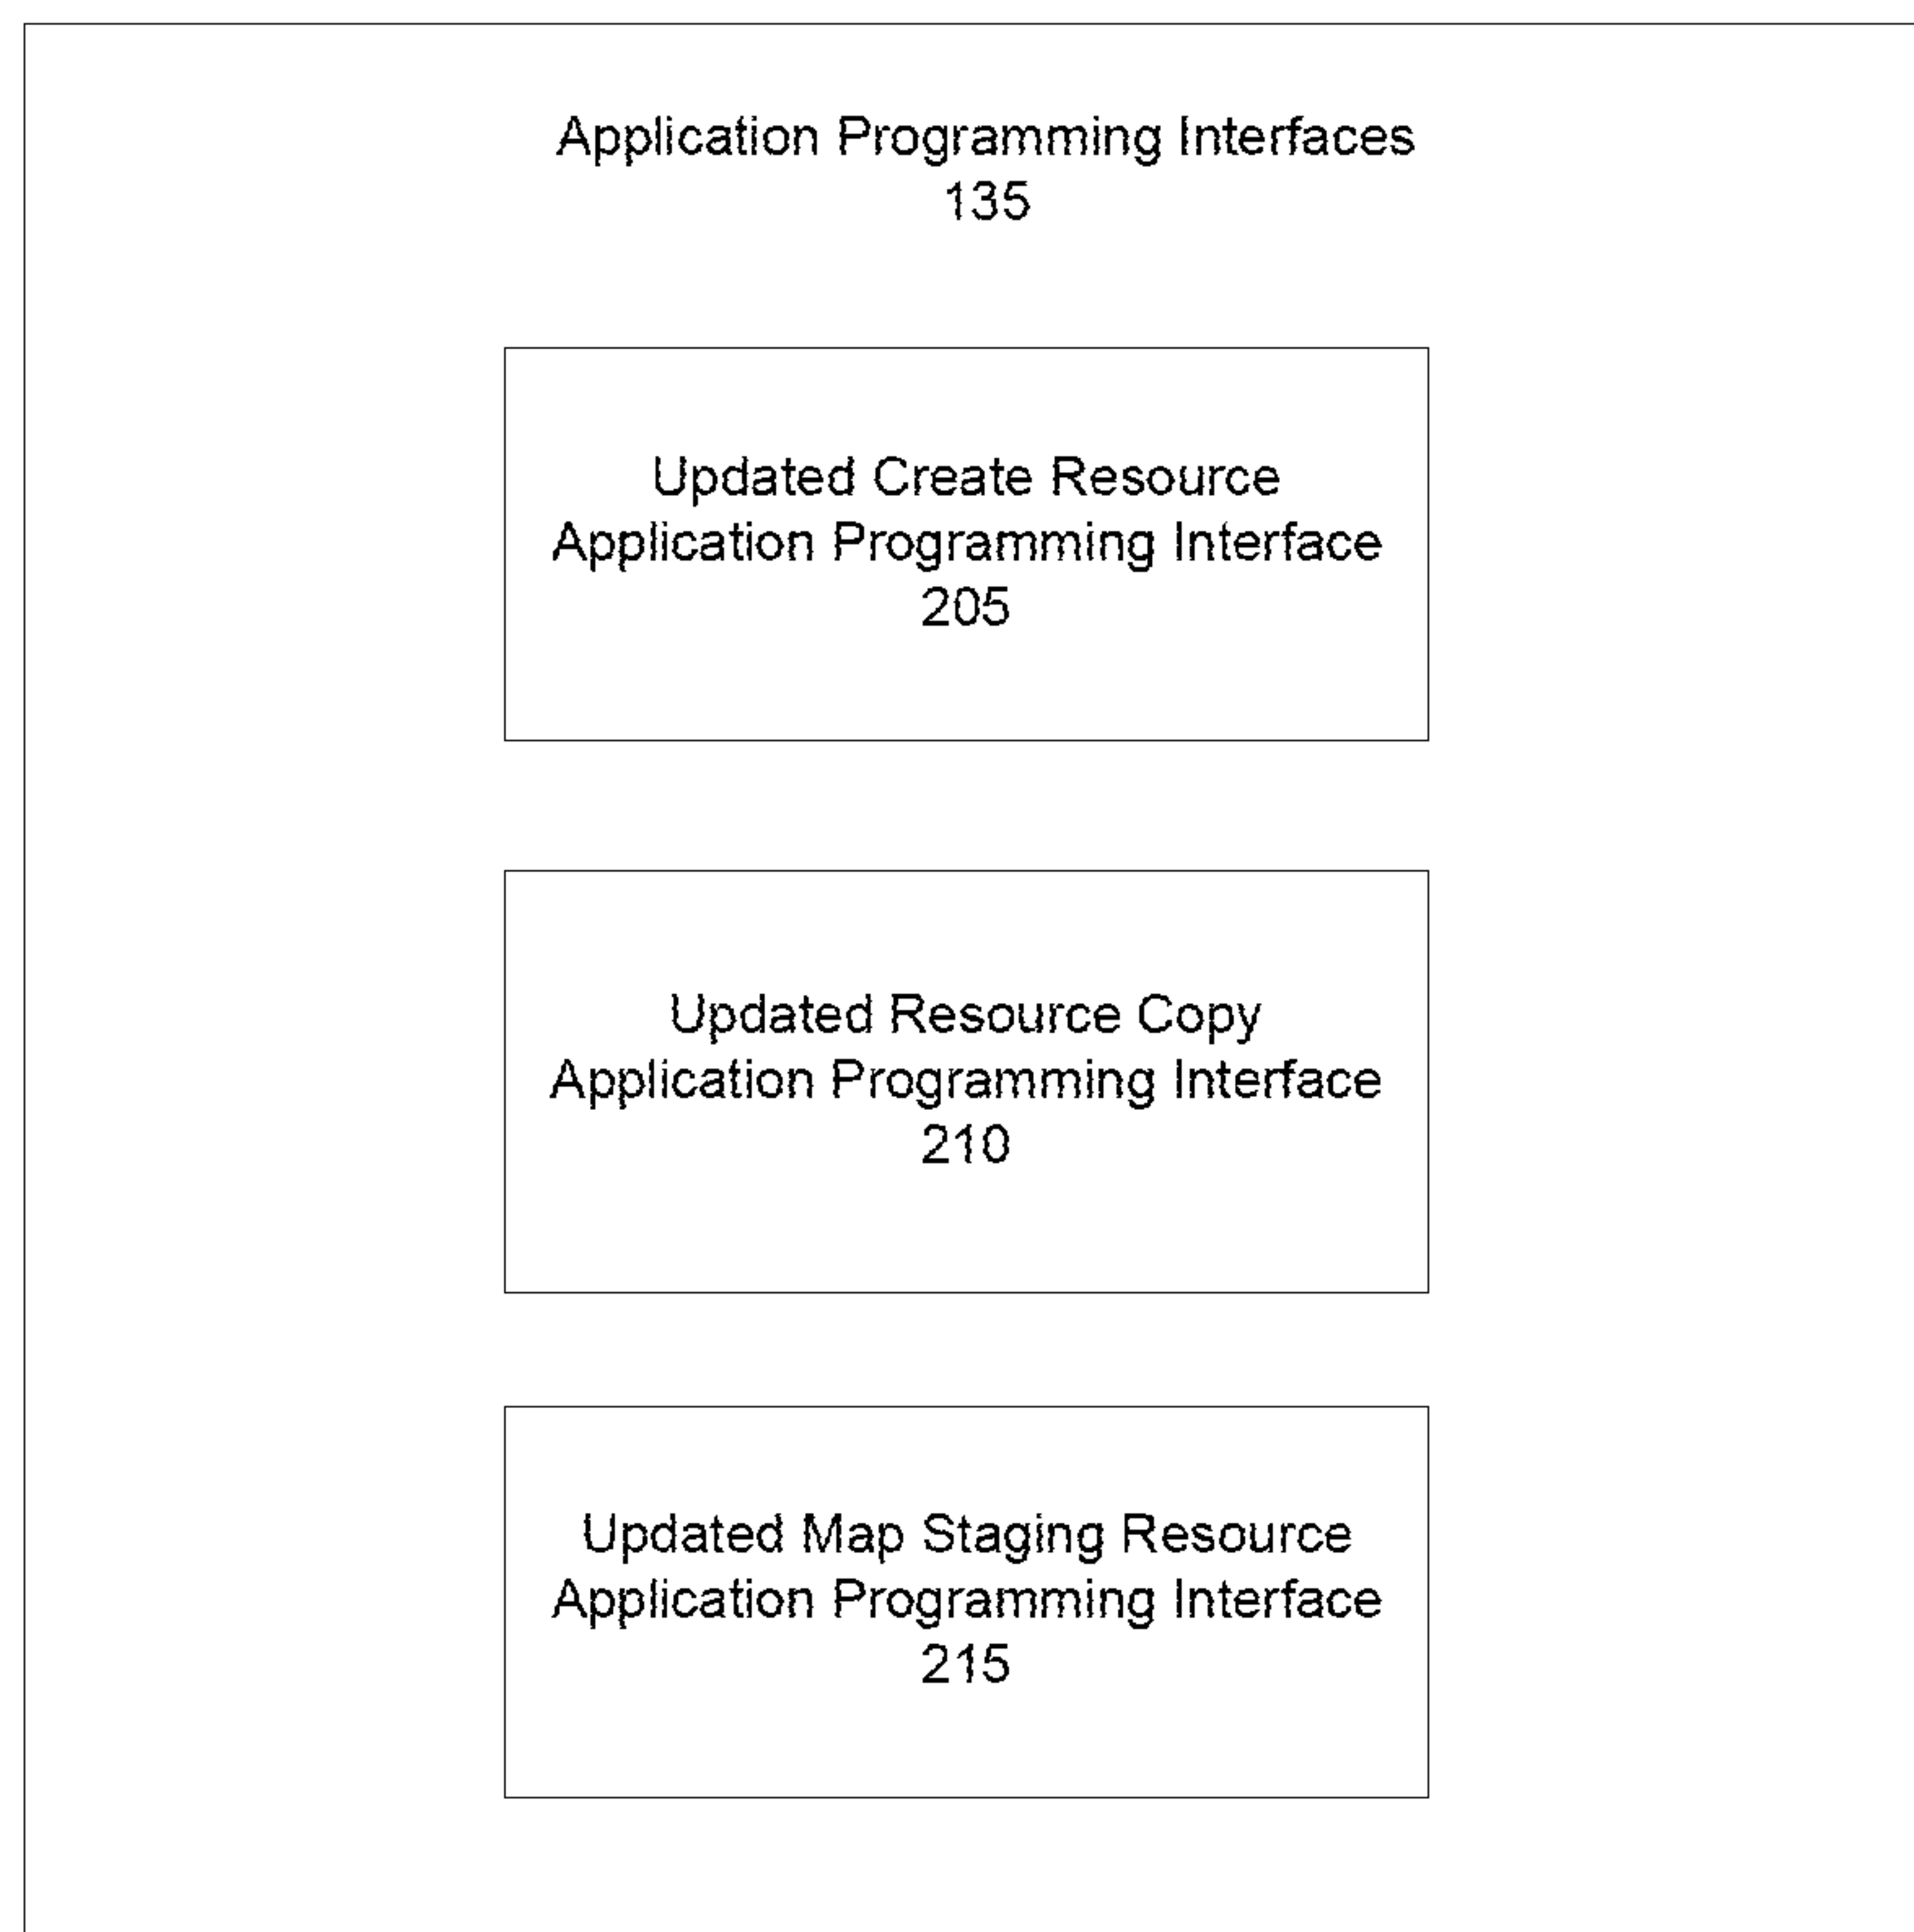 Application Programming Interfaces
135
Updated Create Resource
Application Programming Interface
205
Updated Resource Copy
Application Programming Interface
210
Updated Map Staging Resource
Application Programming Interface
215